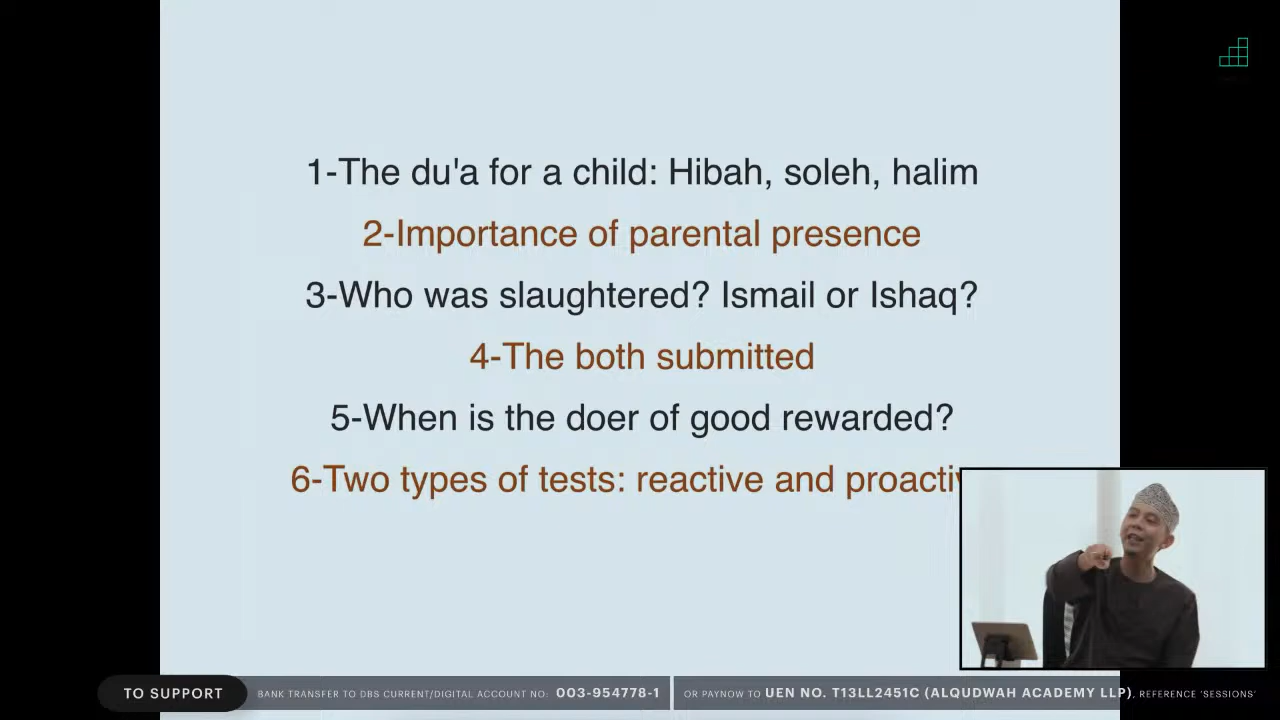 1-The du'a for a child: Hibah, soleh, halim
2-Importance of parental presence
3-Who was slaughtered? Ismail or Ishaq?
4-The both submitted
5-When is the doer of good rewarded?
6-Two types of tests: reactive and
TO SUPPORT
BANK TRANSFER TO DBS CURRENT/DIGITAL ACCOUNT NO: 003-954778-1
OR PAYNOW TO UEN NO. T13LL2451C (ALQUDWAH ACADEMY LLP), REFERENCE 'SESSIONS'